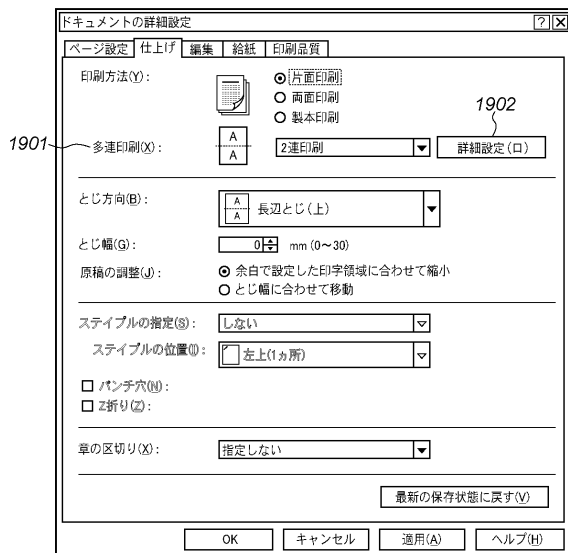 ドキュメントの詳細設定 ? X
ページ設定 仕上げ 編集 給紙 印刷品質
印刷方法(Y): 片面印刷
両面印刷
製本印刷
1902
1901 多連印刷(X): A A 2連印刷 詳細設定(ロ)
とじ方向(B): A A 長辺とじ(上)
とじ幅(G): 0 mm (0~30)
原稿の調整(J): 余白で設定した印字領域に合わせて縮小
とじ幅に合わせて移動
ステイプルの指定(S): しない
ステイプルの位置(I): 左上(1ヵ所)
パンチ穴(N):
Z折り(Z):
章の区切り(X): 指定しない
最新の保存状態に戻す(V)
OK キャンセル 適用(A) ヘルプ(H)